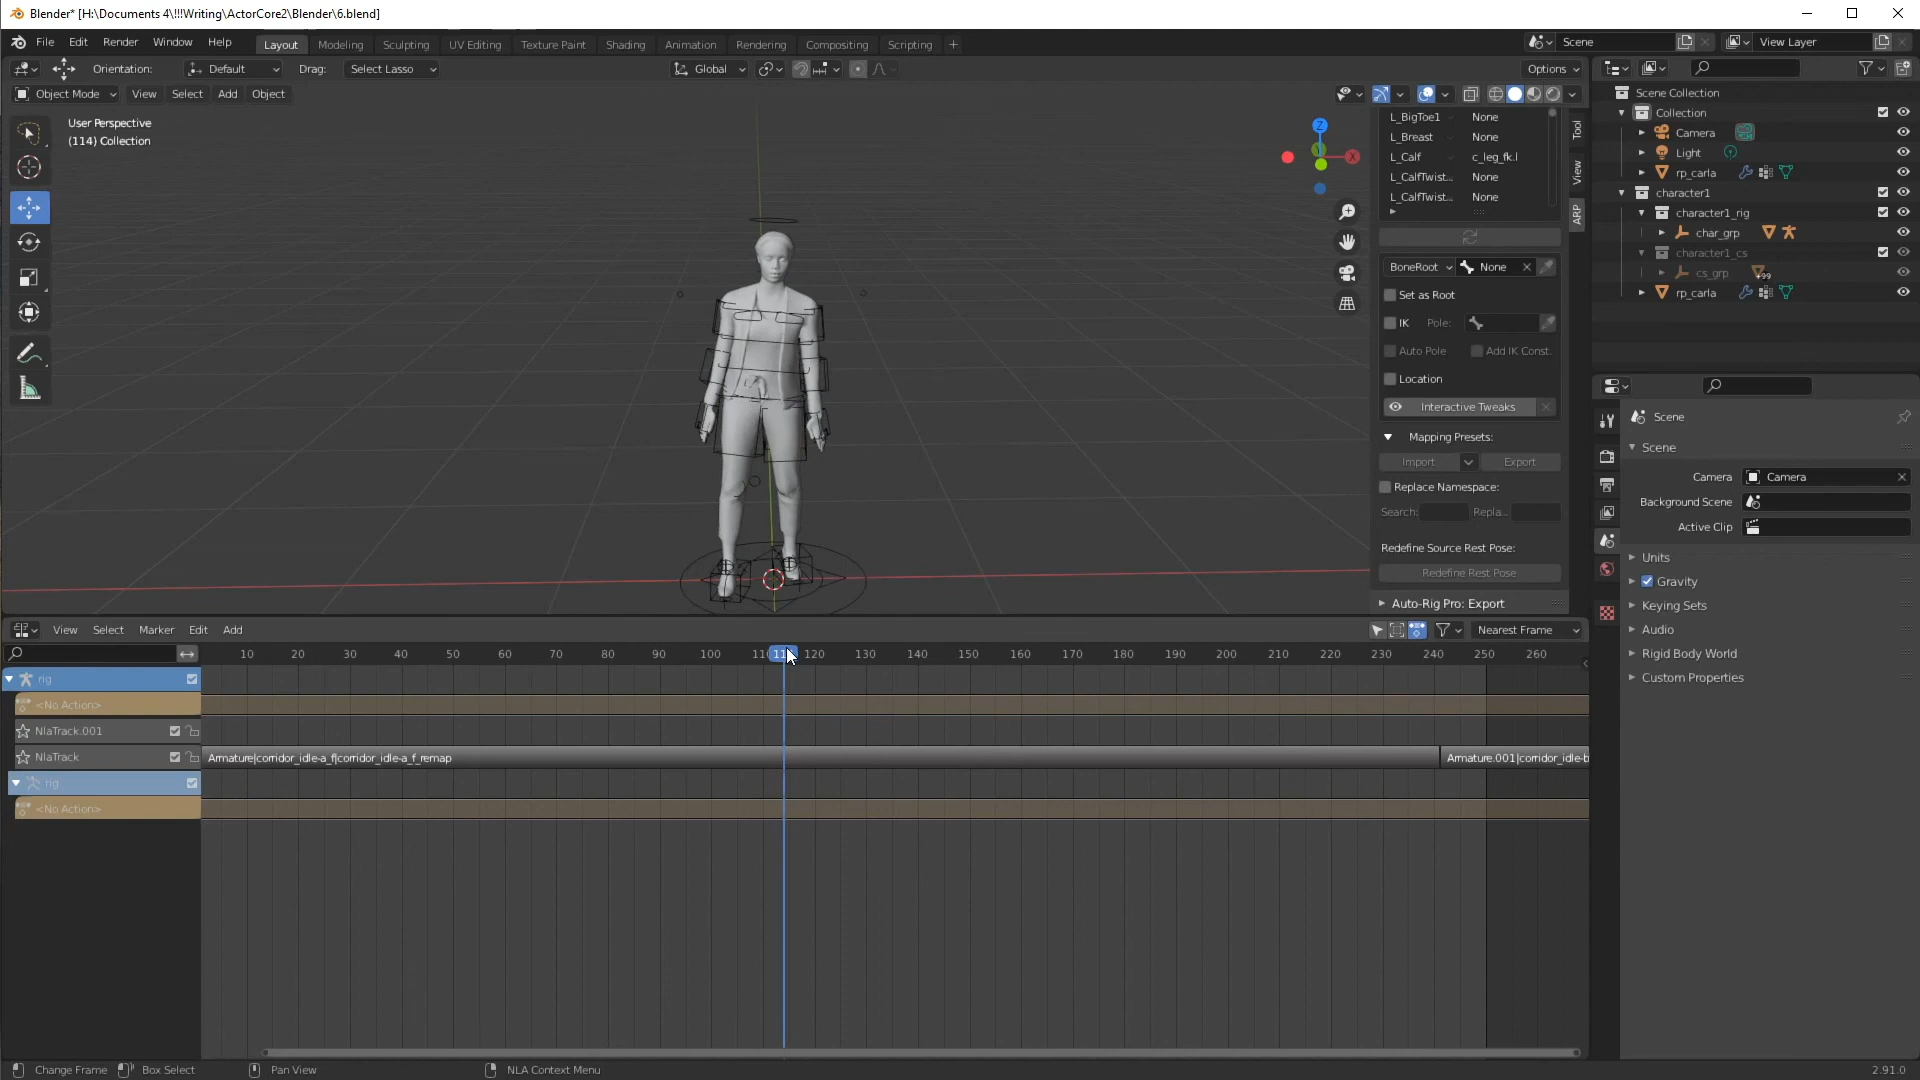 Blender* [H:\Documents 4\!!!Writing\ActorCore2\Blender\6.blend]
File Edit Render Window Help Layout Modeling Sculpting UV Editing Texture Paint Shading Animation Rendering Compositing Scripting + Scene View Layer
Orientation: Default Drag: Select Lasso Global Options
Object Mode View Select Add Object
User Perspective
(114) Collection
Z
X
L_BigToe1 None
L_Breast None
L_Calf c_leg_fk.l
L_CalfTwist... None
L_CalfTwist... None
BoneRoot None
Set as Root
IK Pole:
Auto Pole Add IK Const.
Location
Interactive Tweaks
Mapping Presets:
Import Export
Replace Namespace:
Search: Repla...
Redefine Source Rest Pose:
Redefine Rest Pose
Auto-Rig Pro: Export
Tool
View
ARP
Scene Collection
Collection
Camera
Light
rp_carla
character1
character1_rig
char_grp
character1_cs
cs_grp +99
rp_carla
Scene
Scene
Camera Camera
Background Scene
Active Clip
Units
Gravity
Keying Sets
Audio
Rigid Body World
Custom Properties
View Select Marker Edit Add Nearest Frame
10 20 30 40 50 60 70 80 90 100 120 130 140 150 160 170 180 190 200 210 220 230 240 250 260
rig
<No Action>
NlaTrack.001
NlaTrack Armature|corridor_idle-a_f|corridor_idle-a_f_remap Armature.001|corridor_idle-b
rig
<No Action>
Change Frame Box Select Pan View NLA Context Menu 2.91.0